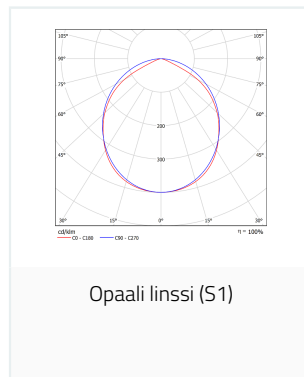 105° 105°
90° 90°
75° 75°
60° 60°
45° 45°
200
300
30° 15° 0° 15° 30°
cd/klm η = 100%
C0 - C180 C90 - C270
Opaali linssi (S1)